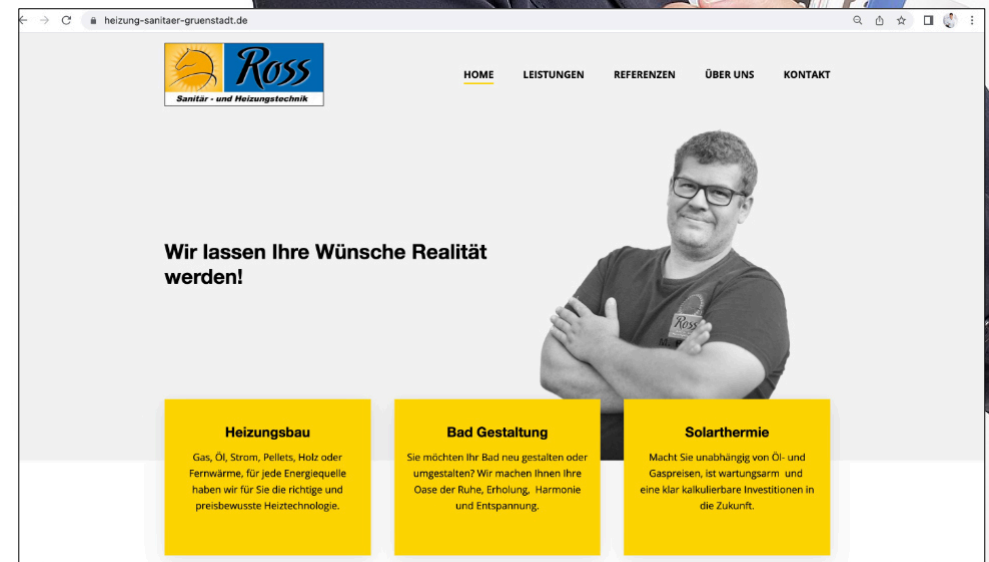 heizung-sanitaer-gruenstadt.de
Ross
Sanitär - und Heizungstechnik
HOME LEISTUNGEN REFERENZEN ÜBER UNS KONTAKT
Wir lassen Ihre Wünsche Realität
werden!
Ross
Heizungsbau
Gas, Öl, Strom, Pellets, Holz oder
Fernwärme, für jede Energiequelle
haben wir für Sie die richtige und
preisbewusste Heiztechnologie.
Bad Gestaltung
Sie möchten Ihr Bad neu gestalten oder
umgestalten? Wir machen Ihnen Ihre
Oase der Ruhe, Erholung, Harmonie
und Entspannung.
Solarthermie
Macht Sie unabhängig von Öl- und
Gaspreisen, ist wartungsarm und
eine klar kalkulierbare Investitionen in
die Zukunft.